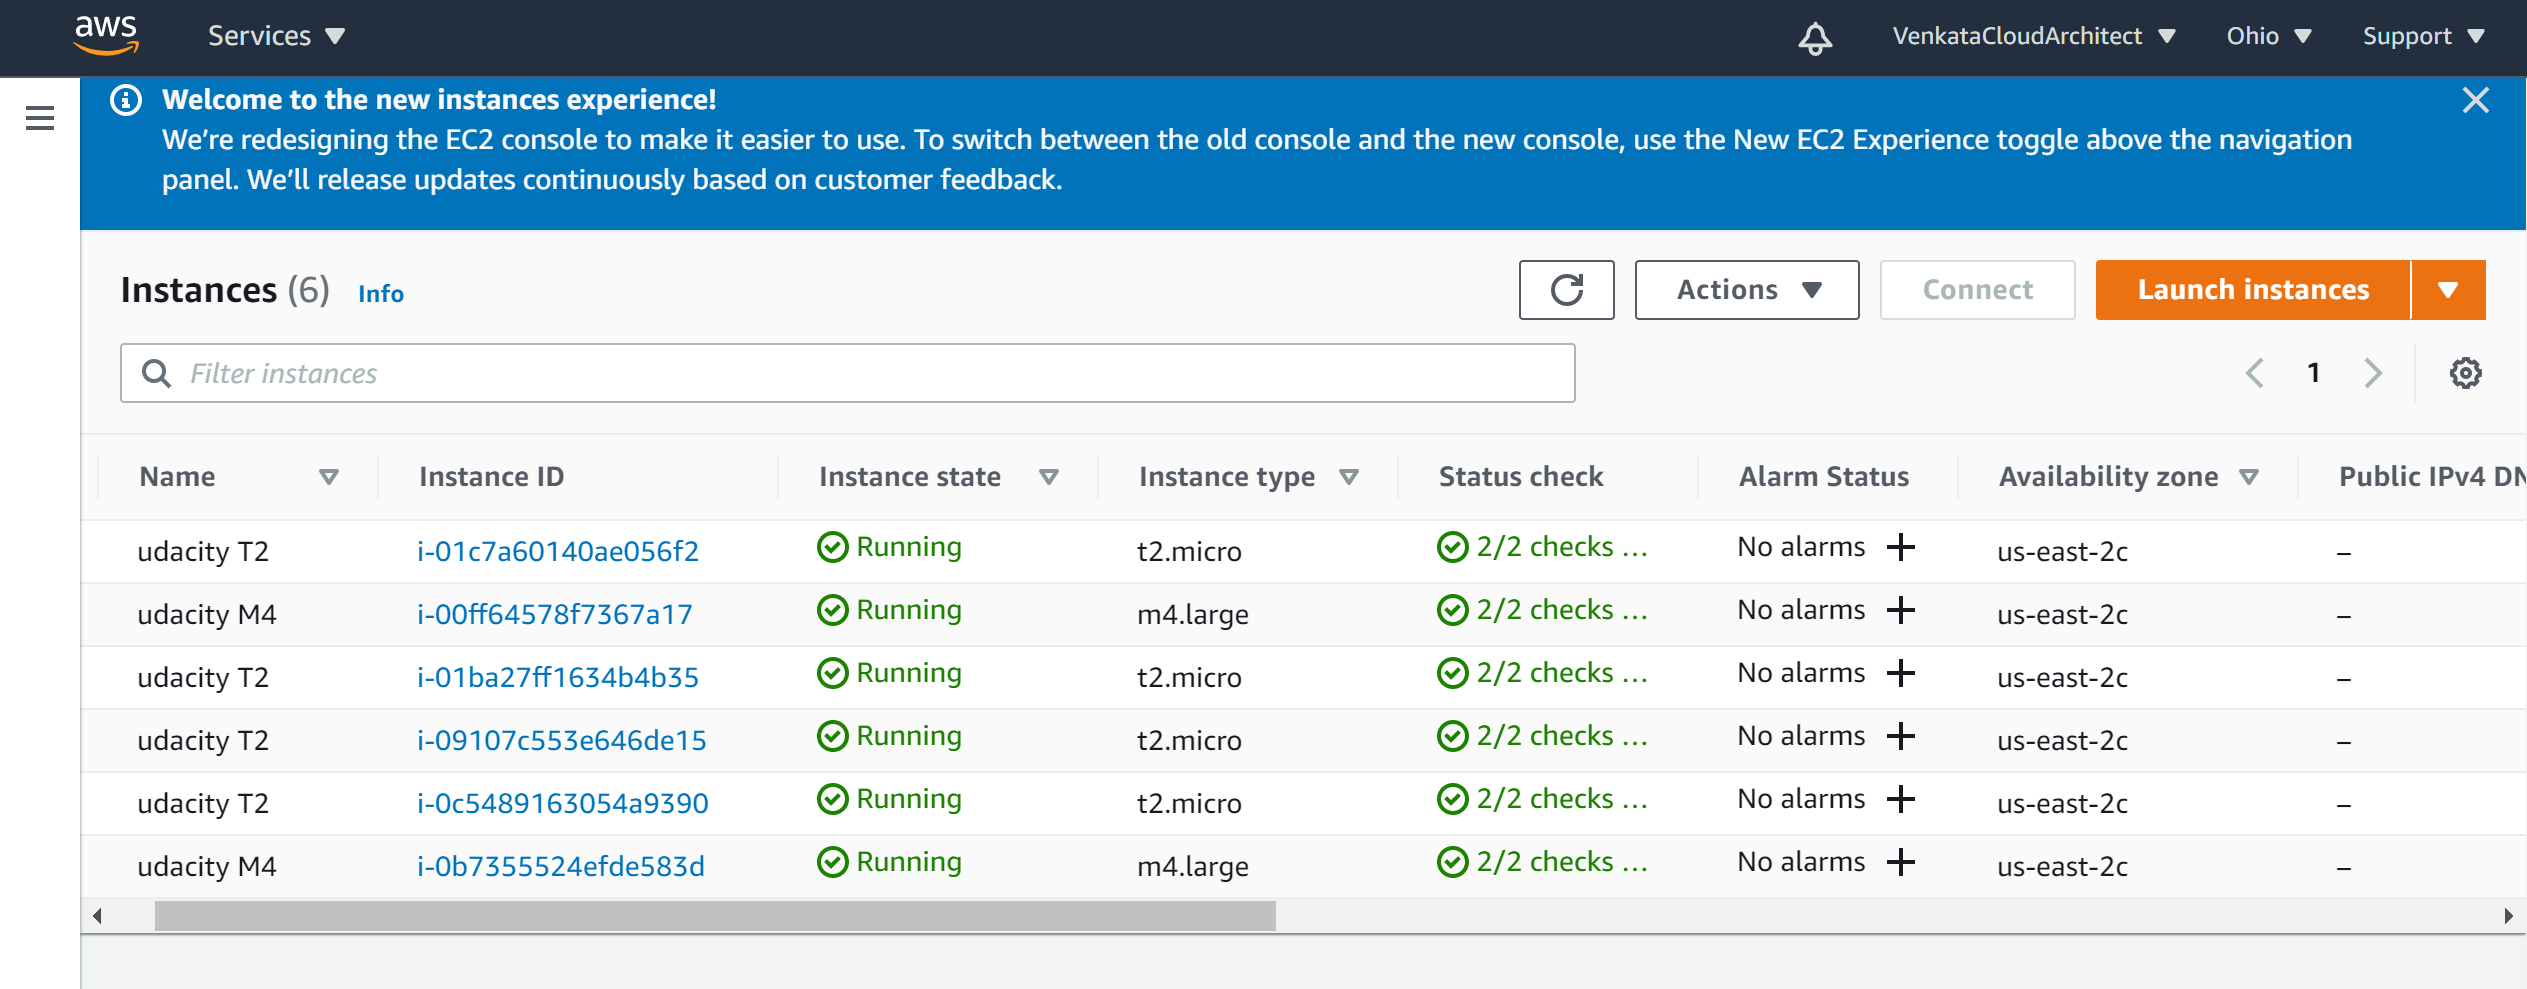 aws Services VenkataCloudArchitect Ohio Support
Welcome to the new instances experience!
We’re redesigning the EC2 console to make it easier to use. To switch between the old console and the new console, use the New EC2 Experience toggle above the navigation
panel. We’ll release updates continuously based on customer feedback.
Instances (6) Info Actions Connect Launch instances
Filter instances 1
Name Instance ID Instance state Instance type Status check Alarm Status Availability zone Public IPv4 DN
udacity T2 i-01c7a60140ae056f2 Running t2.micro 2/2 checks ... No alarms + us-east-2c –
udacity M4 i-00ff64578f7367a17 Running m4.large 2/2 checks ... No alarms + us-east-2c –
udacity T2 i-01ba27ff1634b4b35 Running t2.micro 2/2 checks ... No alarms + us-east-2c –
udacity T2 i-09107c553e646de15 Running t2.micro 2/2 checks ... No alarms + us-east-2c –
udacity T2 i-0c5489163054a9390 Running t2.micro 2/2 checks ... No alarms + us-east-2c –
udacity M4 i-0b7355524efde583d Running m4.large 2/2 checks ... No alarms + us-east-2c –